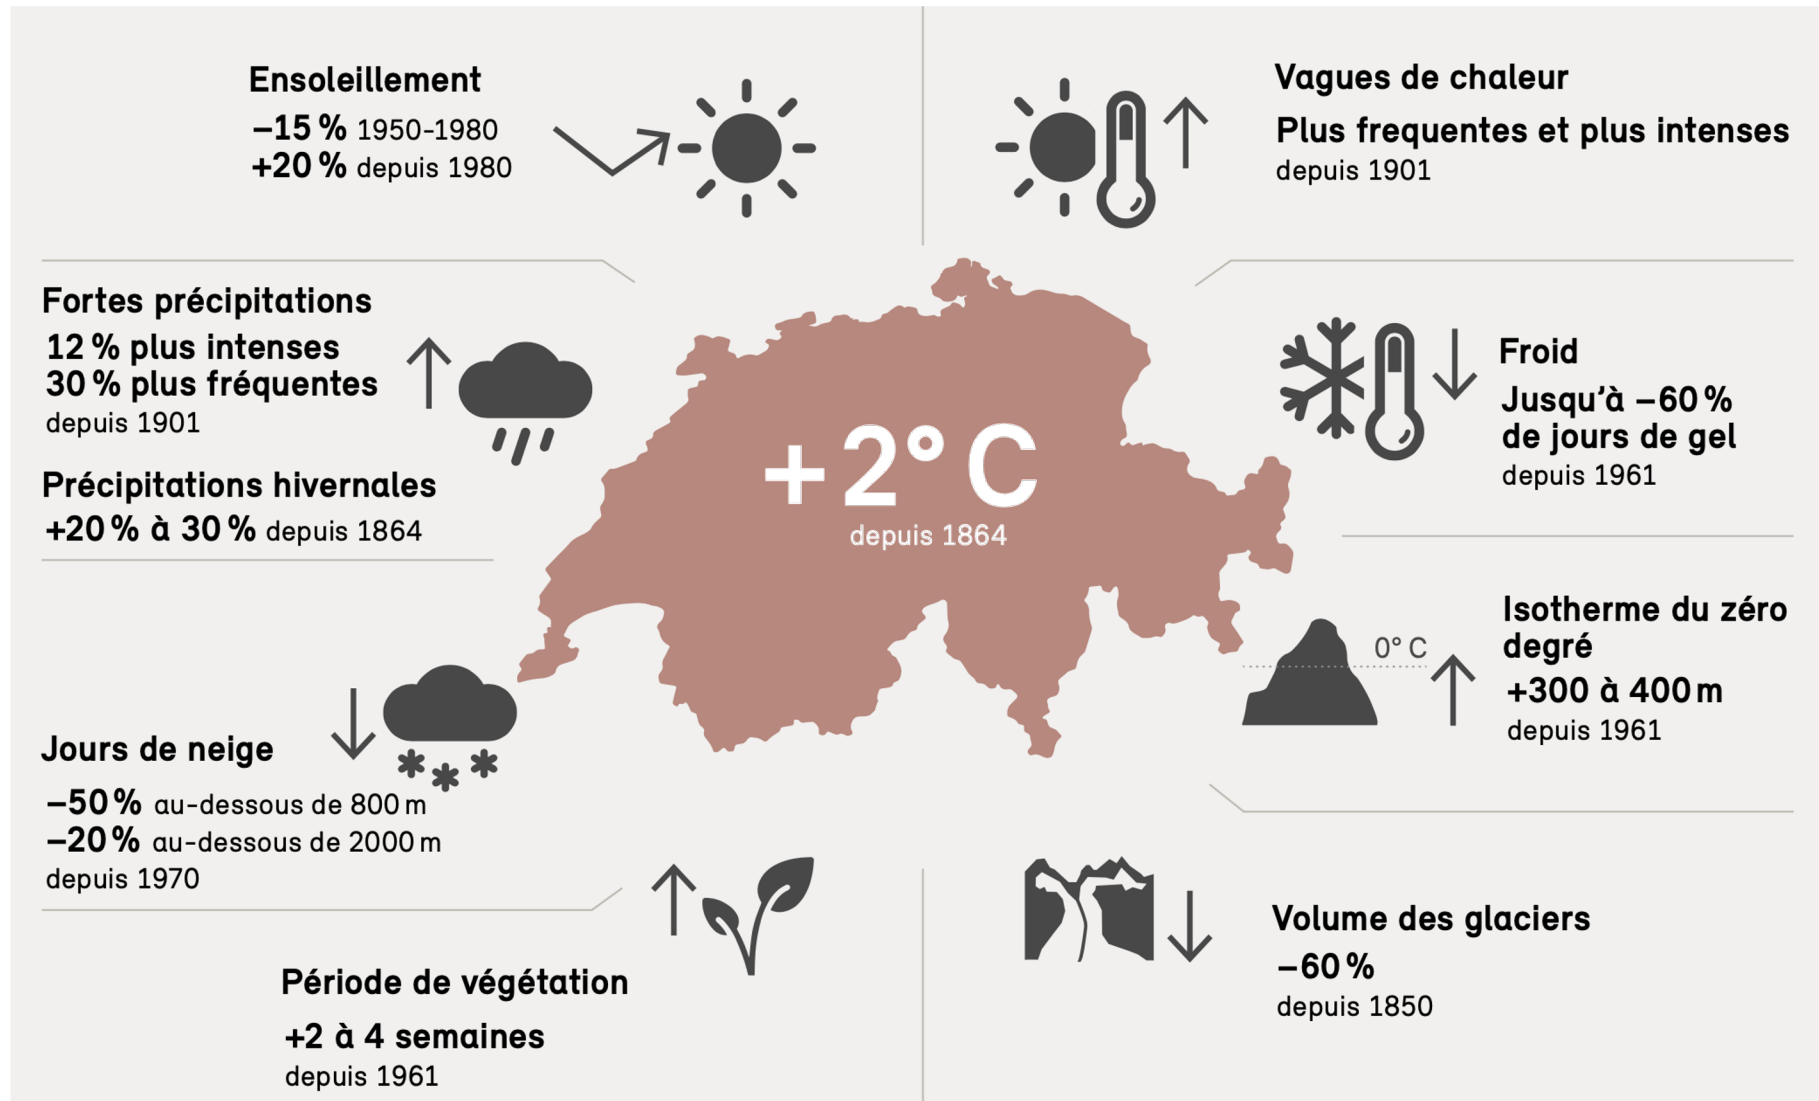 Ensoleillement
–15 % 1950-1980
+20 % depuis 1980
Vagues de chaleur
Plus frequentes et plus intenses
depuis 1901
Fortes précipitations
12 % plus intenses
30 % plus fréquentes
depuis 1901
Précipitations hivernales
+20 % à 30 % depuis 1864
+2° C
depuis 1864
Froid
Jusqu’à –60 %
de jours de gel
depuis 1961
Isotherme du zéro
degré
+300 à 400 m
depuis 1961
0° C
Jours de neige
–50 % au-dessous de 800 m
–20 % au-dessous de 2000 m
depuis 1970
Période de végétation
+2 à 4 semaines
depuis 1961
Volume des glaciers
–60 %
depuis 1850